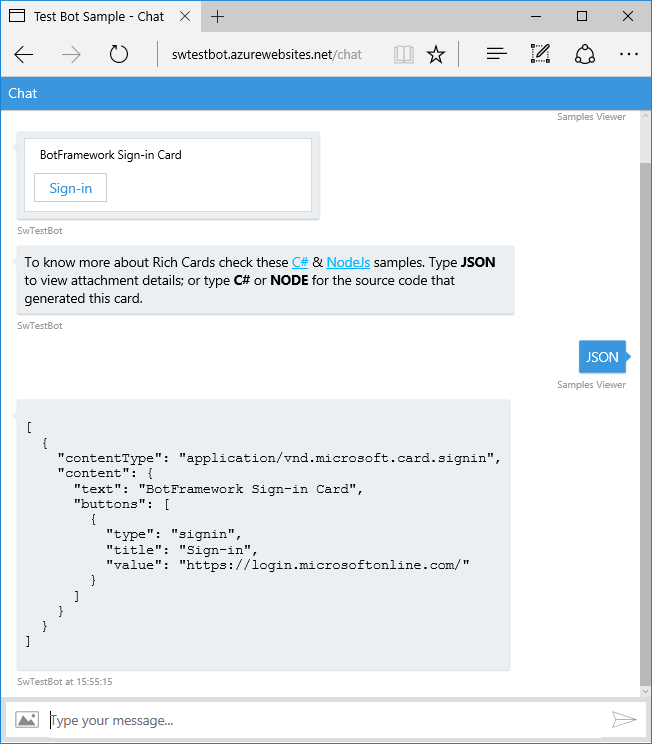 Test Bot Sample - Chat
swtestbot.azurewebsites.net/chat
Chat
Samples Viewer
BotFramework Sign-in Card
Sign-in
SwTestBot
To know more about Rich Cards check these C# & NodeJs samples. Type JSON
to view attachment details; or type C# or NODE for the source code that
generated this card.
SwTestBot
JSON
Samples Viewer
[
  {
    "contentType": "application/vnd.microsoft.card.signin",
    "content": {
      "text": "BotFramework Sign-in Card",
      "buttons": [
        {
          "type": "signin",
          "title": "Sign-in",
          "value": "https://login.microsoftonline.com/"
        }
      ]
    }
  }
]
SwTestBot at 15:55:15
Type your message...